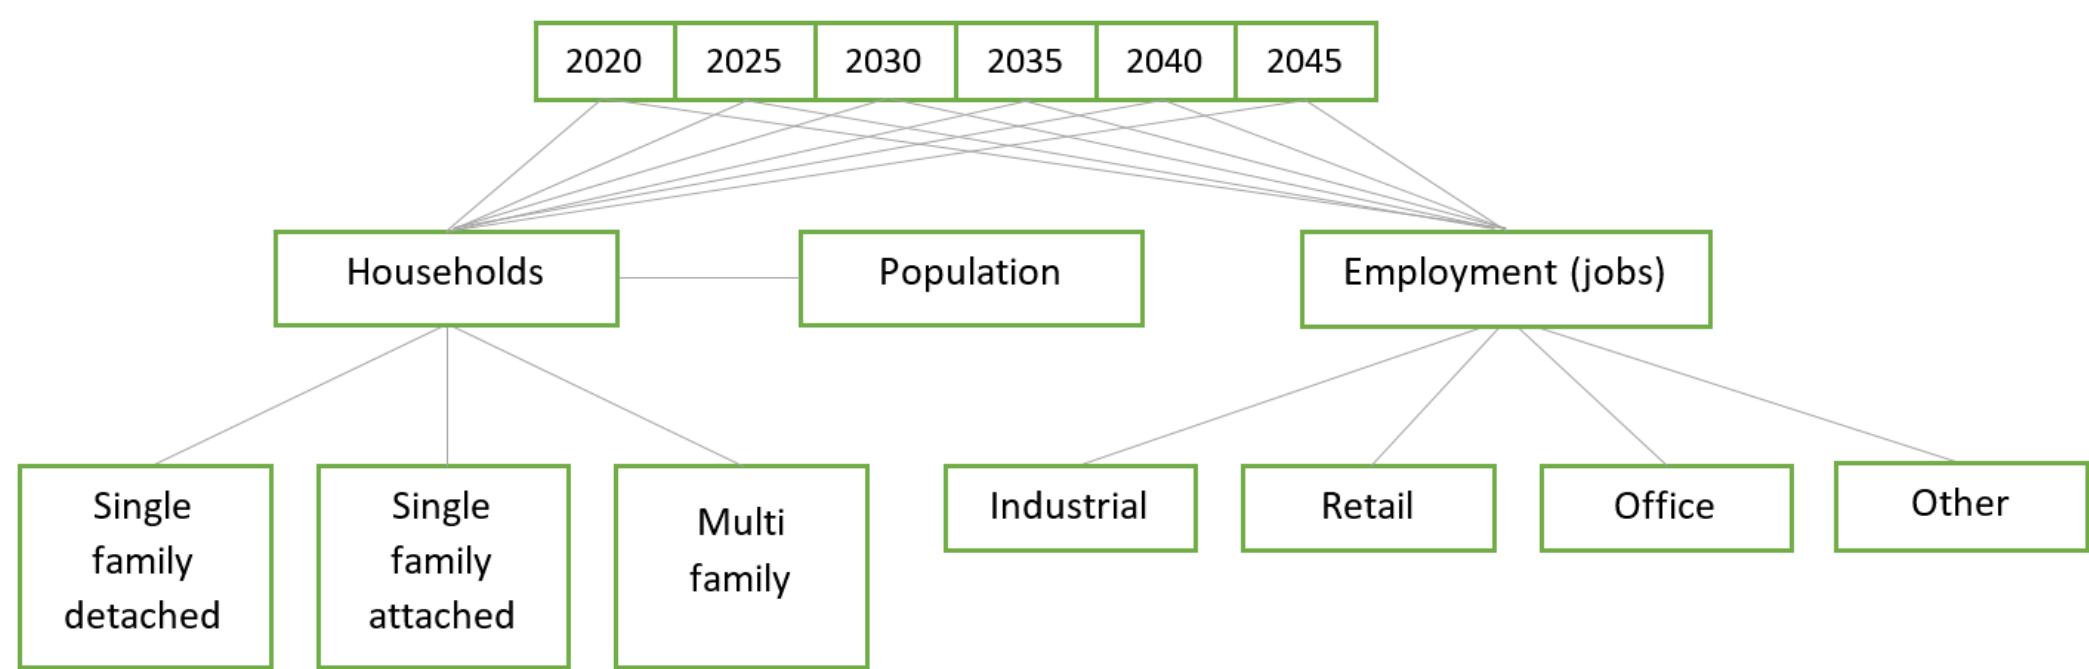 2020 2025 2030 2035 2040 2045
Households
Population
Employment (jobs)
Single
family
detached
Single
family
attached
Multi
family
Industrial
Retail
Office
Other